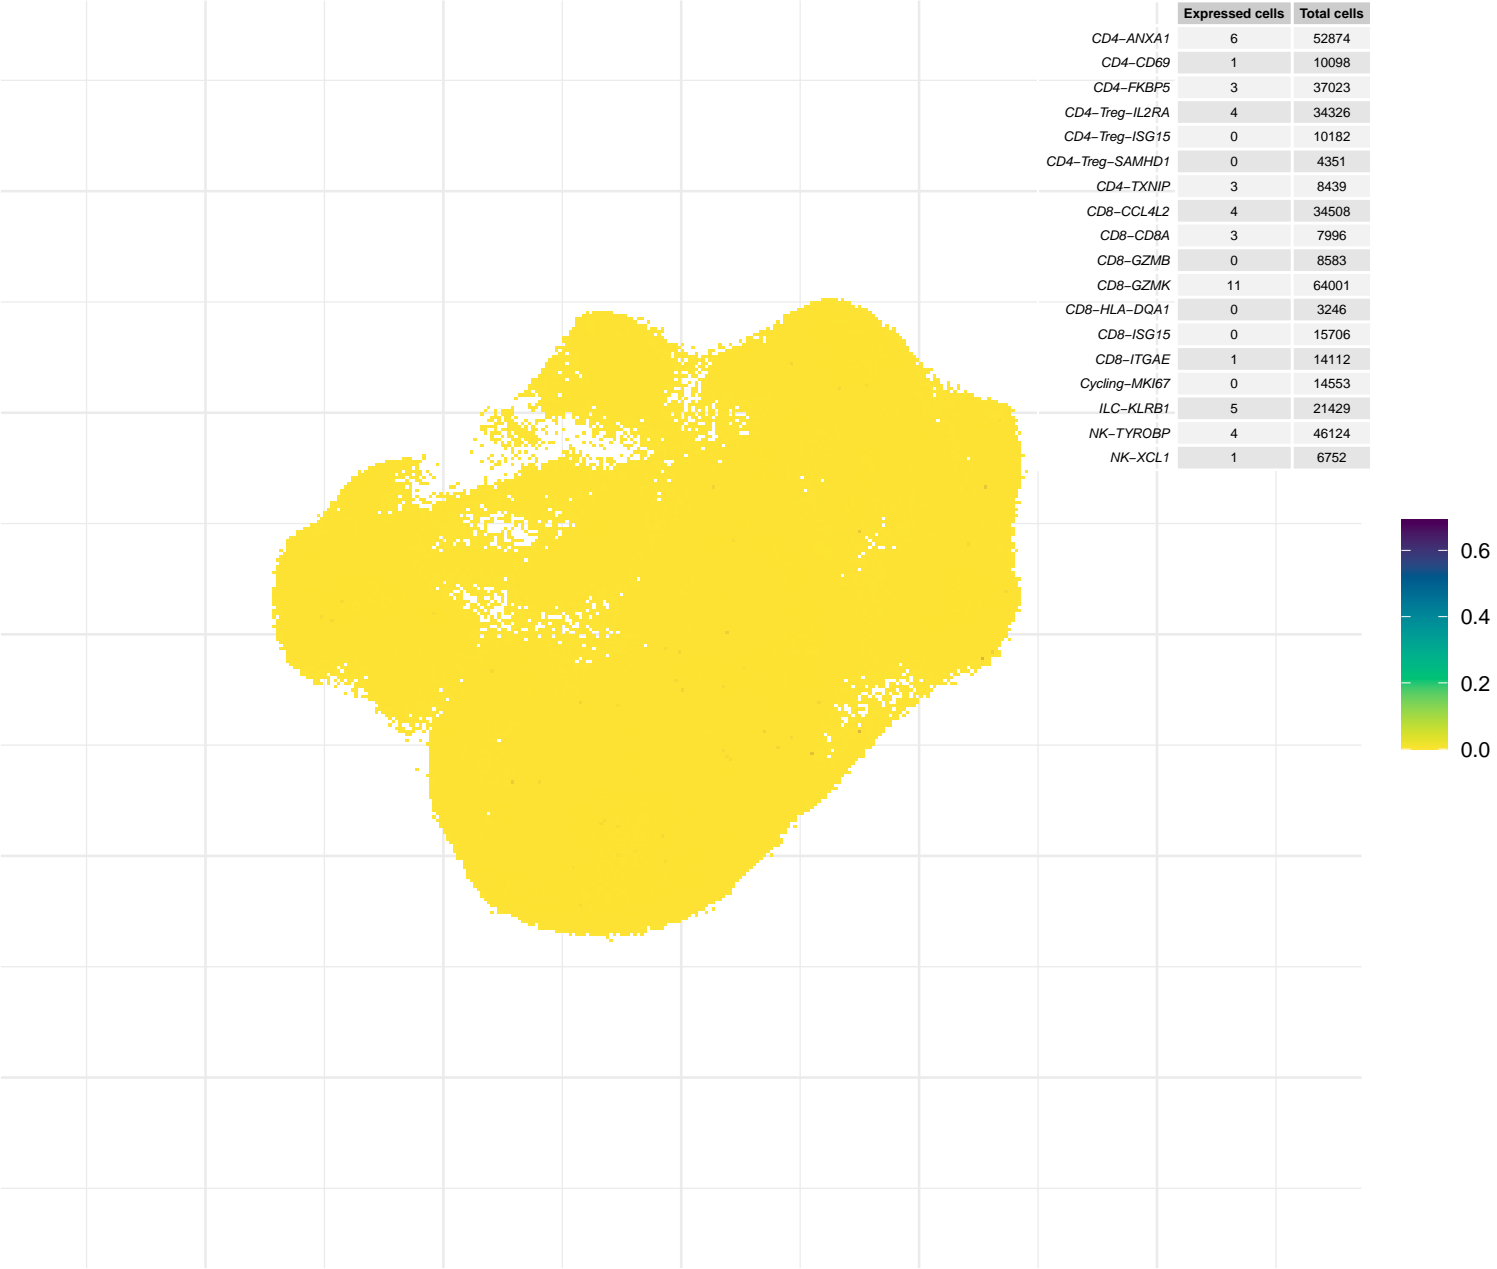 Expressed cells Total cells
CD4−ANXA1 6 52874
CD4−CD69 1 10098
CD4−FKBP5 3 37023
CD4−Treg−IL2RA 4 34326
CD4−Treg−ISG15 0 10182
CD4−Treg−SAMHD1 0 4351
CD4−TXNIP 3 8439
CD8−CCL4L2 4 34508
CD8−CD8A 3 7996
CD8−GZMB 0 8583
CD8−GZMK 11 64001
CD8−HLA−DQA1 0 3246
CD8−ISG15 0 15706
CD8−ITGAE 1 14112
Cycling−MKI67 0 14553
ILC−KLRB1 5 21429
NK−TYROBP 4 46124
NK−XCL1 1 6752
0.6
0.4
0.2
0.0